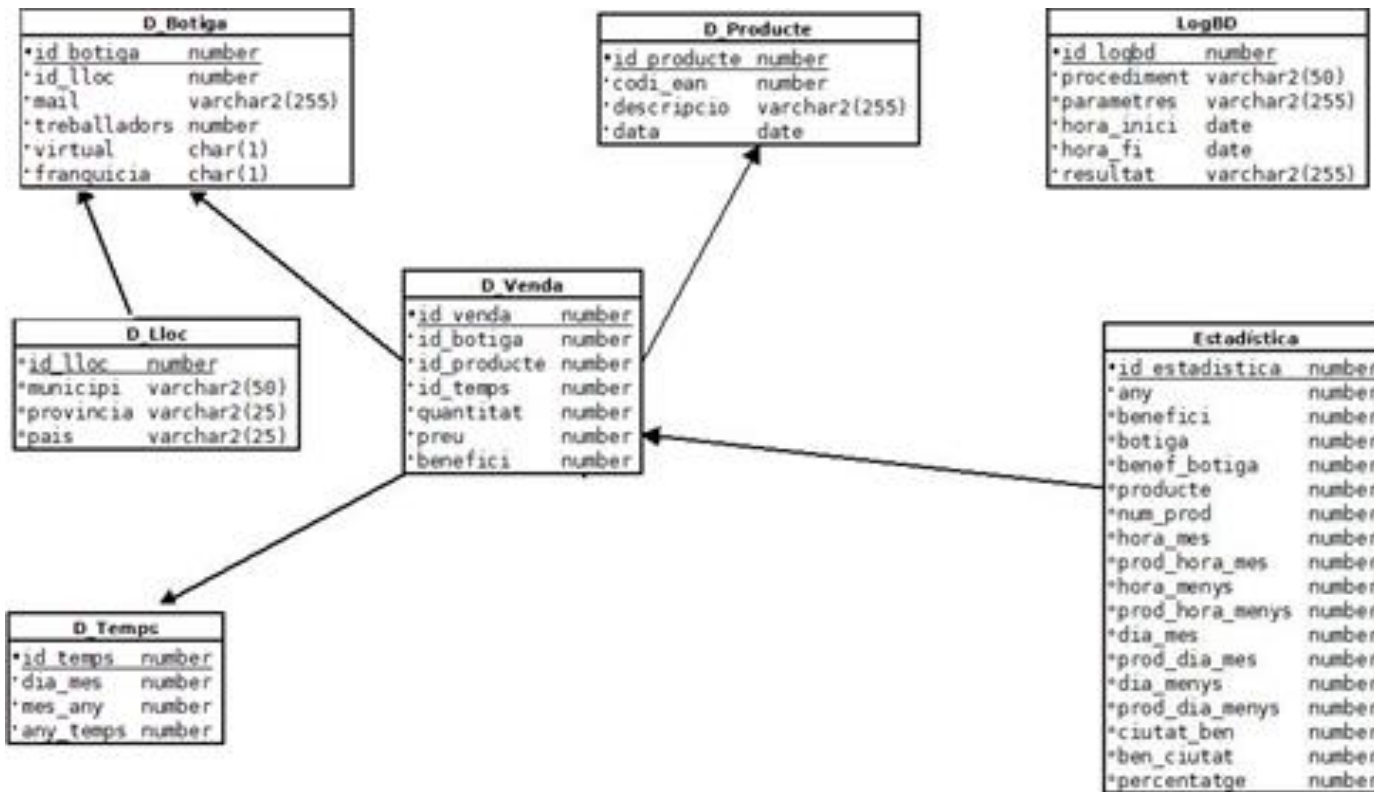 D_Botiga
•id_botiga number
*id_lloc number
*mail varchar2(255)
*treballadors number
*virtual char(1)
*franquicia char(1)
D_Producte
•id_producte number
*codi_ean number
*descripcio varchar2(255)
*data date
LogBD
•id_logbd number
*procediment varchar2(50)
*parametres varchar2(255)
*hora_inici date
*hora_fi date
*resultat varchar2(255)
D_Venda
•id_venda number
*id_botiga number
*id_producte number
*id_temps number
*quantitat number
*preu number
*benefici number
D_Lloc
*id_lloc number
*municipi varchar2(50)
*provincia varchar2(25)
*pais varchar2(25)
Estadística
•id_estadistica number
*any number
*benefici number
*botiga number
*benef_botiga number
*producte number
*num_prod number
*hora_mes number
*prod_hora_mes number
*hora_menys number
*prod_hora_menys number
*dia_mes number
*prod_dia_mes number
*dia_menys number
*prod_dia_menys number
*ciutat_ben number
*ben_ciutat number
*percentatge number
D_Temps
•id_temps number
*dia_mes number
*mes_any number
*any_temps number